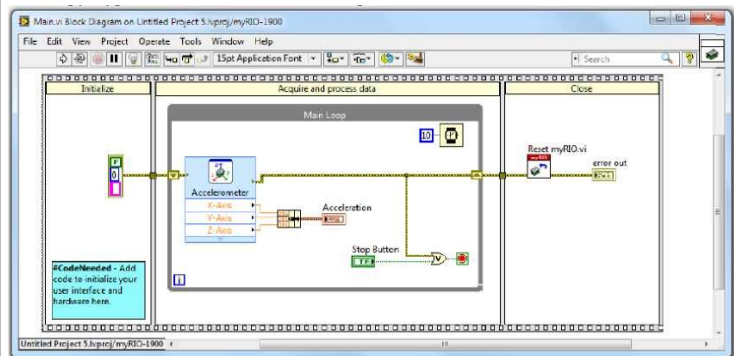 Main.vi Block Diagram on Untitled Project 5.lvproj/myRIO-1900
File Edit View Project Operate Tools Window Help
15pt Application Font
Search
Initialize
Acquire and process data
Close
Main Loop
10
Reset myRIO.vi
myRIO
error out
F
0
Accelerometer
X-Axis
Y-Axis
Z-Axis
Acceleration
Stop Button
TF
#CodeNeeded - Add
code to initialize your
user interface and
hardware here.
i
Untitled Project 5.lvproj/myRIO-1900